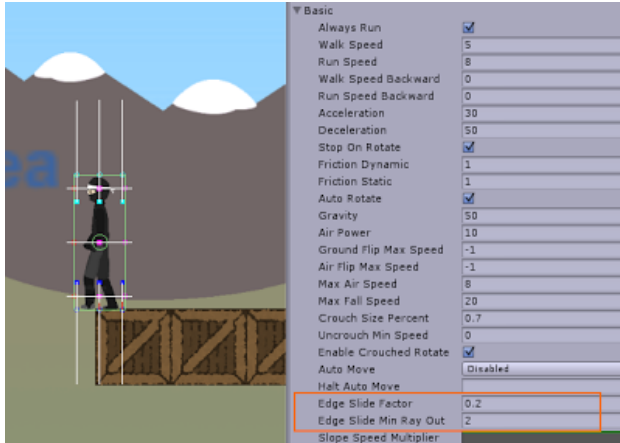 ea
Basic
Always Run
Walk Speed 5
Run Speed 8
Walk Speed Backward 0
Run Speed Backward 0
Acceleration 30
Deceleration 50
Stop On Rotate
Friction Dynamic 1
Friction Static 1
Auto Rotate
Gravity 50
Air Power 10
Ground Flip Max Speed -1
Air Flip Max Speed -1
Max Air Speed 8
Max Fall Speed 20
Crouch Size Percent 0.7
Uncrouch Min Speed 0
Enable Crouched Rotate
Auto Move Disabled
Halt Auto Move
Edge Slide Factor 0.2
Edge Slide Min Ray Out 2
Slope Speed Multiplier